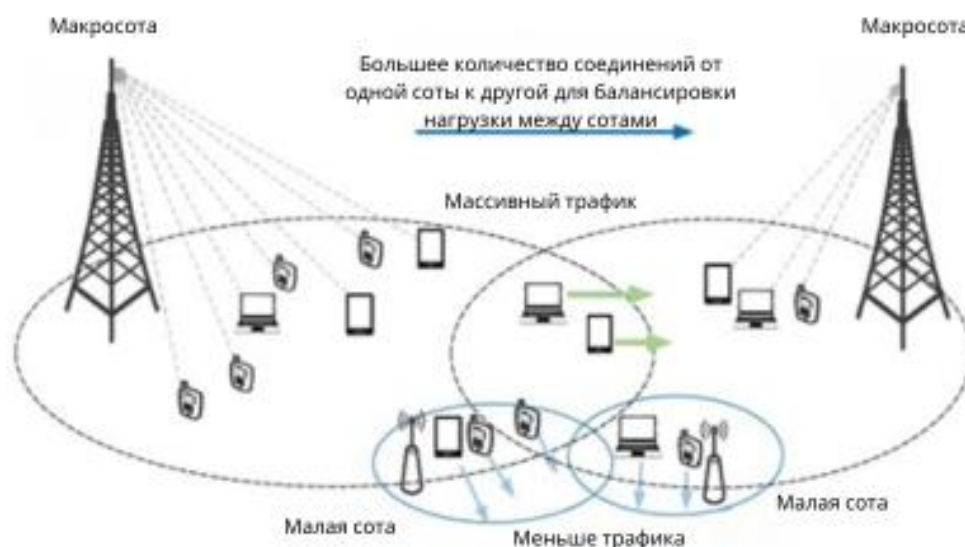 Макросота
Макросота
Большее количество соединений от
одной соты к другой для балансировки
нагрузки между сотами
Массивный трафик
Малая сота
Малая сота
Меньше трафика